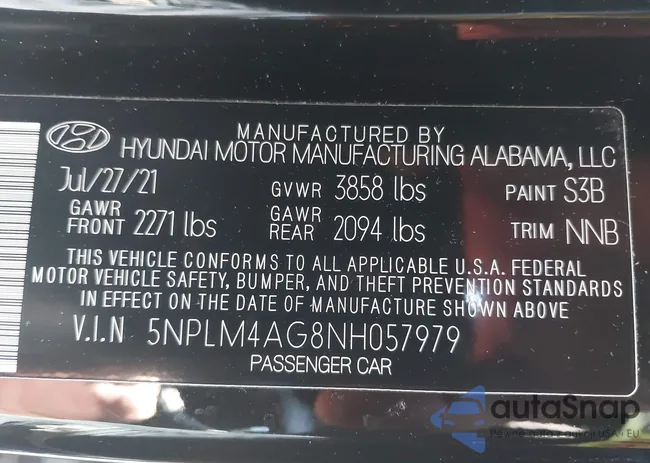 MANUFACTURED BY
HYUNDAI MOTOR MANUFACTURING ALABAMA, LLC
Jul/27/21 GVWR 3858 lbs PAINT S3B
GAWR FRONT 2271 lbs GAWR REAR 2094 lbs TRIM NNB
THIS VEHICLE CONFORMS TO ALL APPLICABLE U.S.A. FEDERAL
MOTOR VEHICLE SAFETY, BUMPER, AND THEFT PREVENTION STANDARDS
IN EFFECT ON THE DATE OF MANUFACTURE SHOWN ABOVE
V.I.N 5NPLM4AG8NH057979
PASSENGER CAR
autoSnap